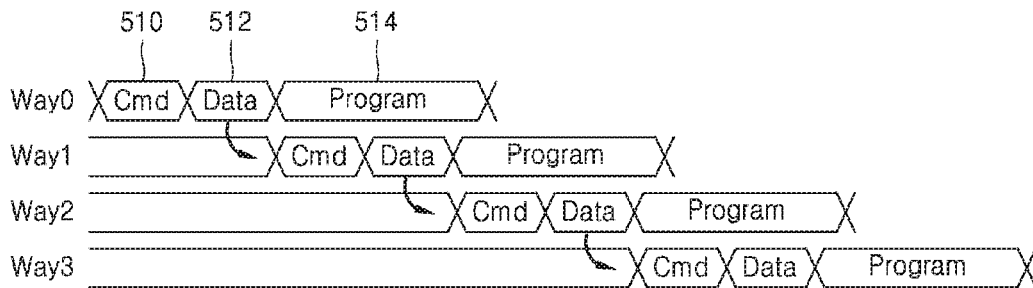 510 512 514
Way0 Cmd Data Program
Way1 Cmd Data Program
Way2 Cmd Data Program
Way3 Cmd Data Program